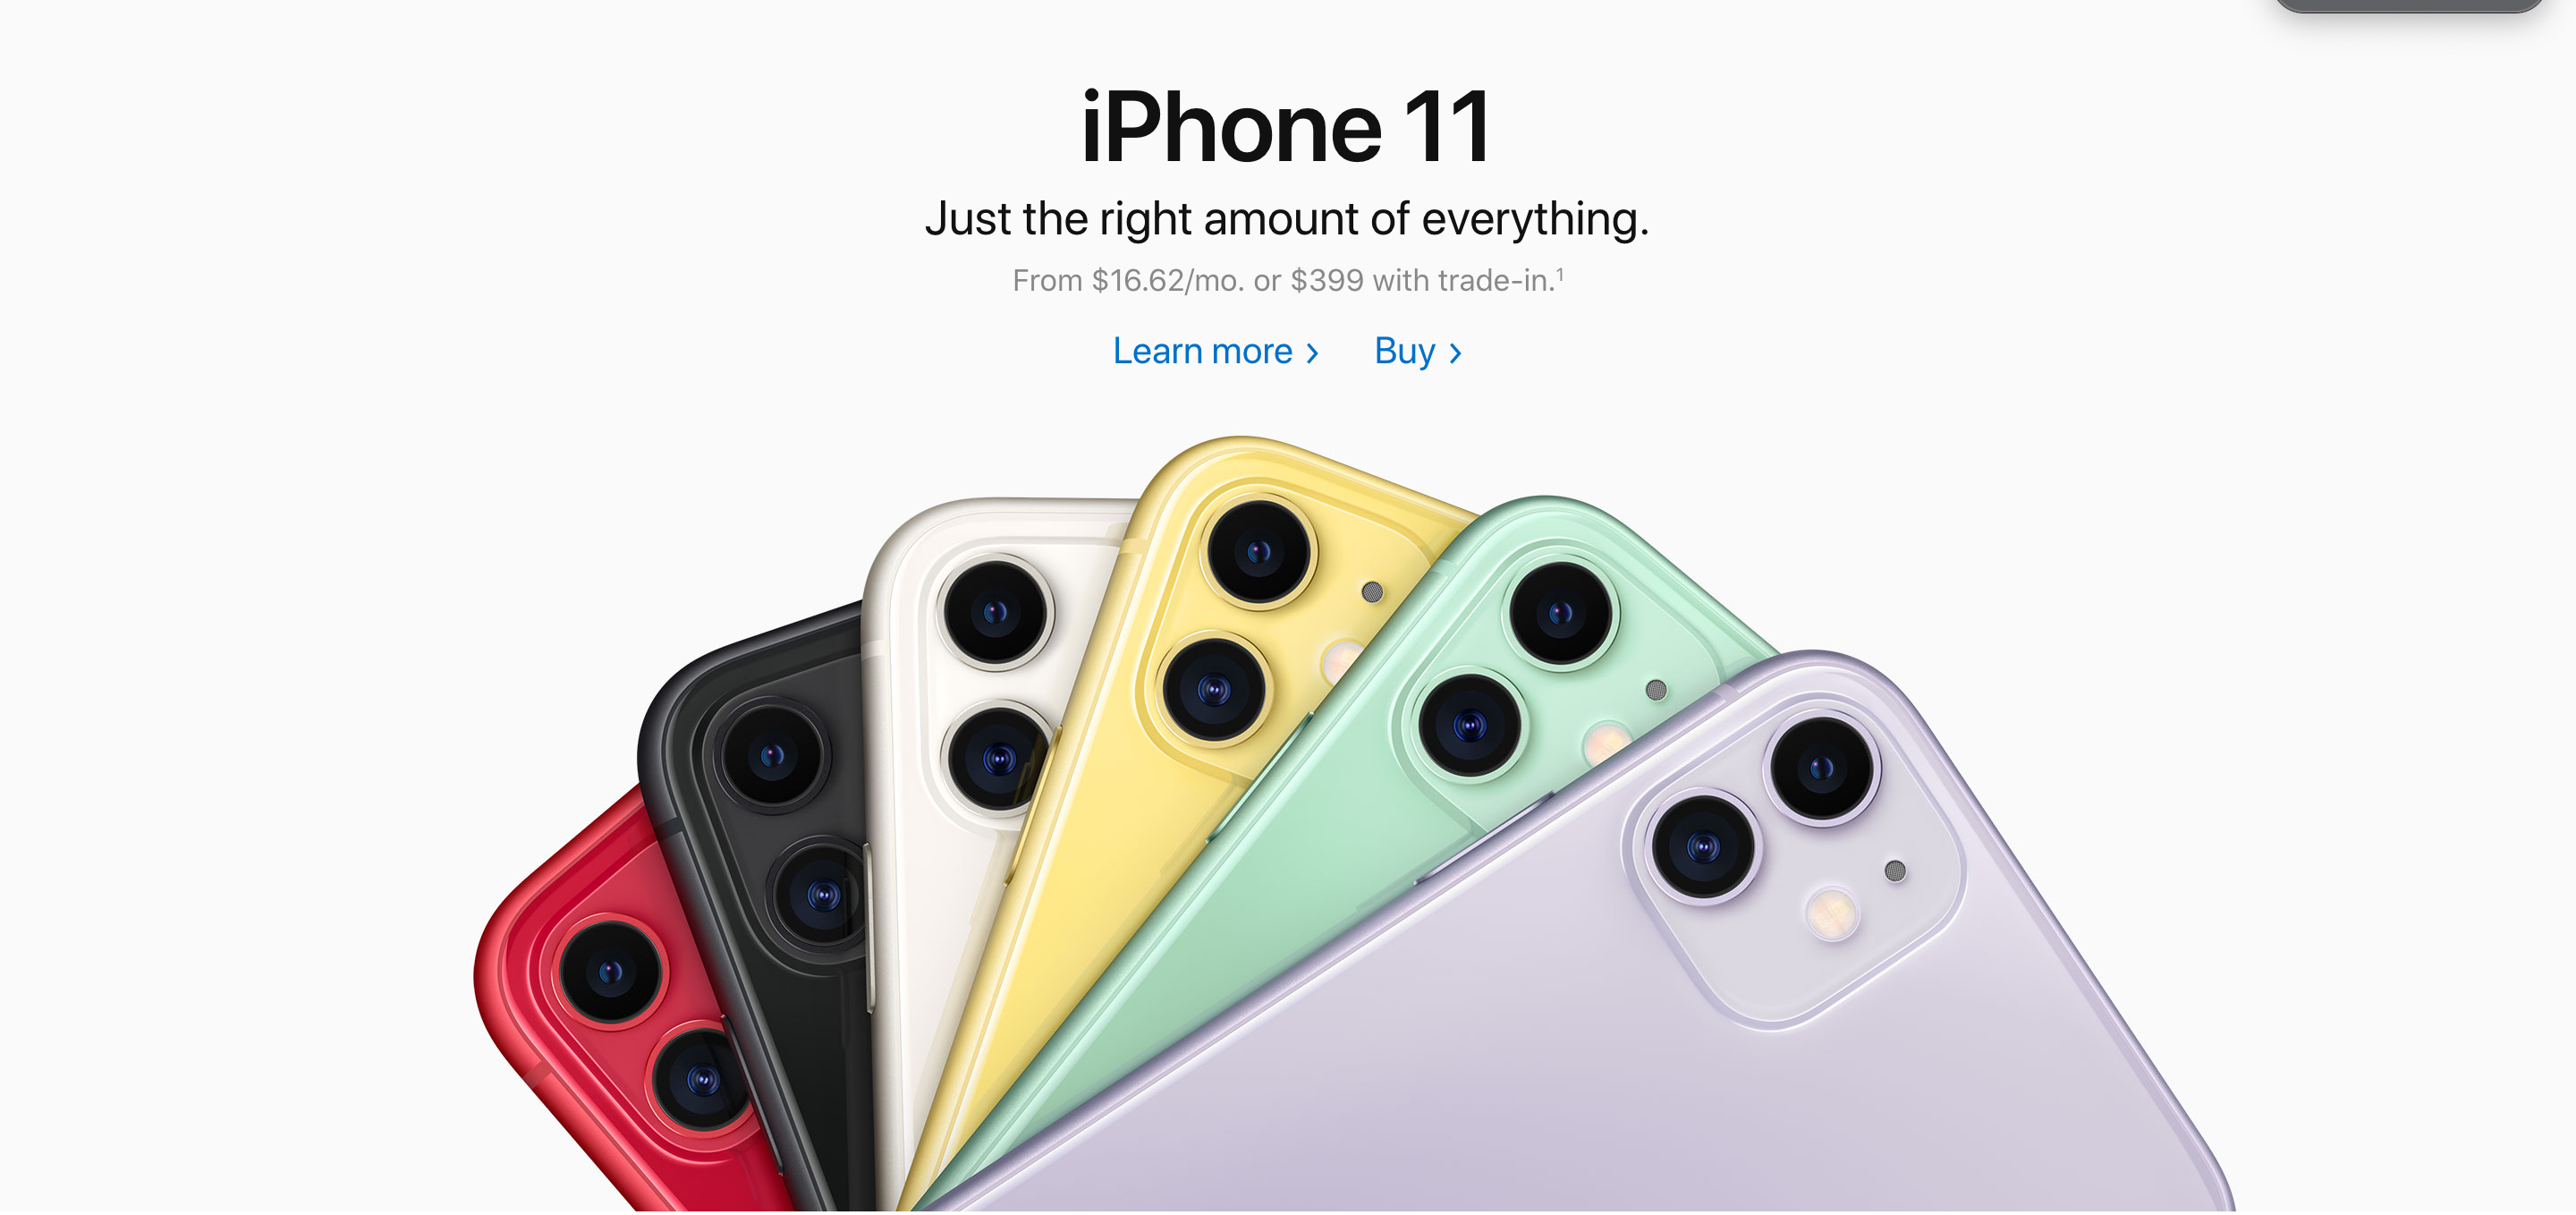 iPhone 11
Just the right amount of everything.
From $16.62/mo. or $399 with trade-in.¹
Learn more > Buy >